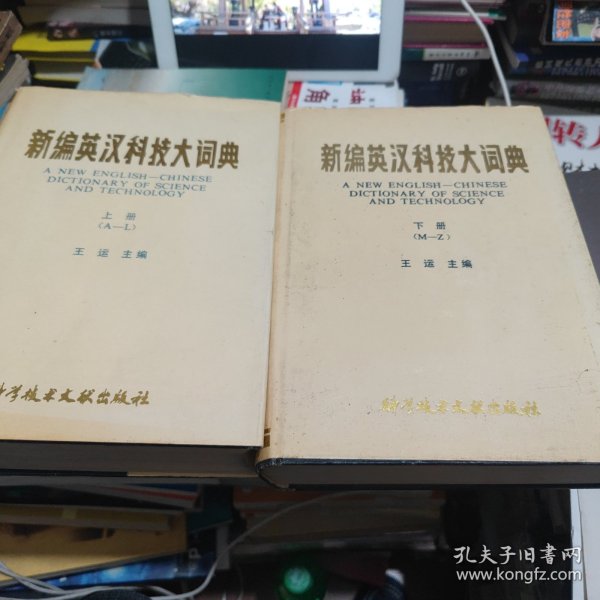 新编英汉科技大词典
A NEW ENGLISH—CHINESE
DICTIONARY OF SCIENCE
AND TECHNOLOGY
上册
(A—L)
王运 主编
科学技术文献出版社
新编英汉科技大词典
A NEW ENGLISH—CHINESE
DICTIONARY OF SCIENCE
AND TECHNOLOGY
下册
(M—Z)
王运 主编
科学技术文献出版社
角
转
孔夫子旧书网
www.kongfz.com